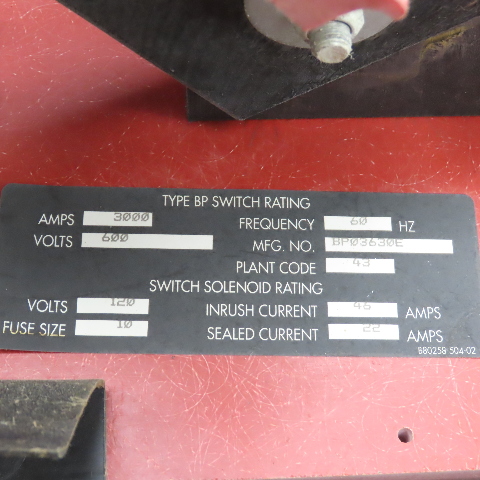 TYPE BP SWITCH RATING
AMPS 3000 FREQUENCY 60 HZ
VOLTS 600 MFG. NO. BP03630E
PLANT CODE 43
SWITCH SOLENOID RATING
VOLTS 120 INRUSH CURRENT 46 AMPS
FUSE SIZE 10 SEALED CURRENT 22 AMPS
880258 504-02